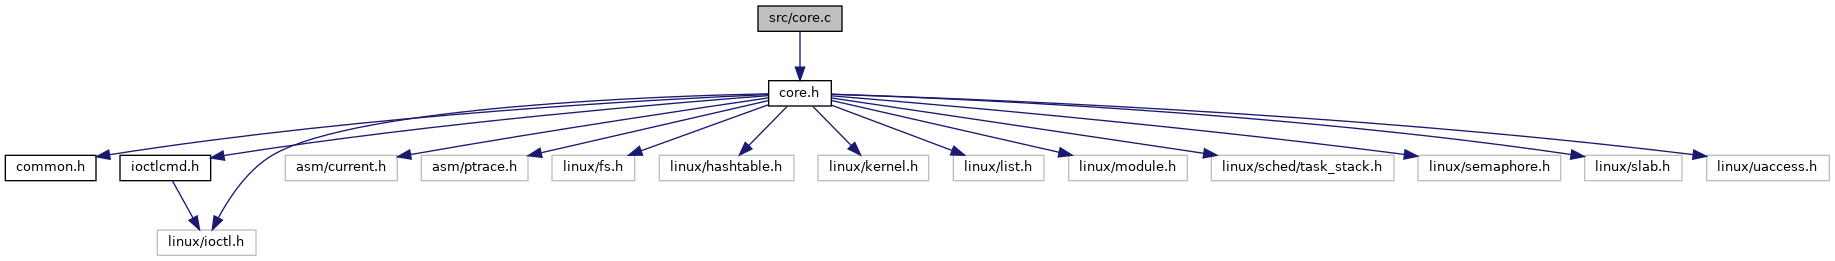 src/core.c
core.h
common.h
ioctlcmd.h
asm/current.h
asm/ptrace.h
linux/fs.h
linux/hashtable.h
linux/kernel.h
linux/list.h
linux/module.h
linux/sched/task_stack.h
linux/semaphore.h
linux/slab.h
linux/uaccess.h
linux/ioctl.h